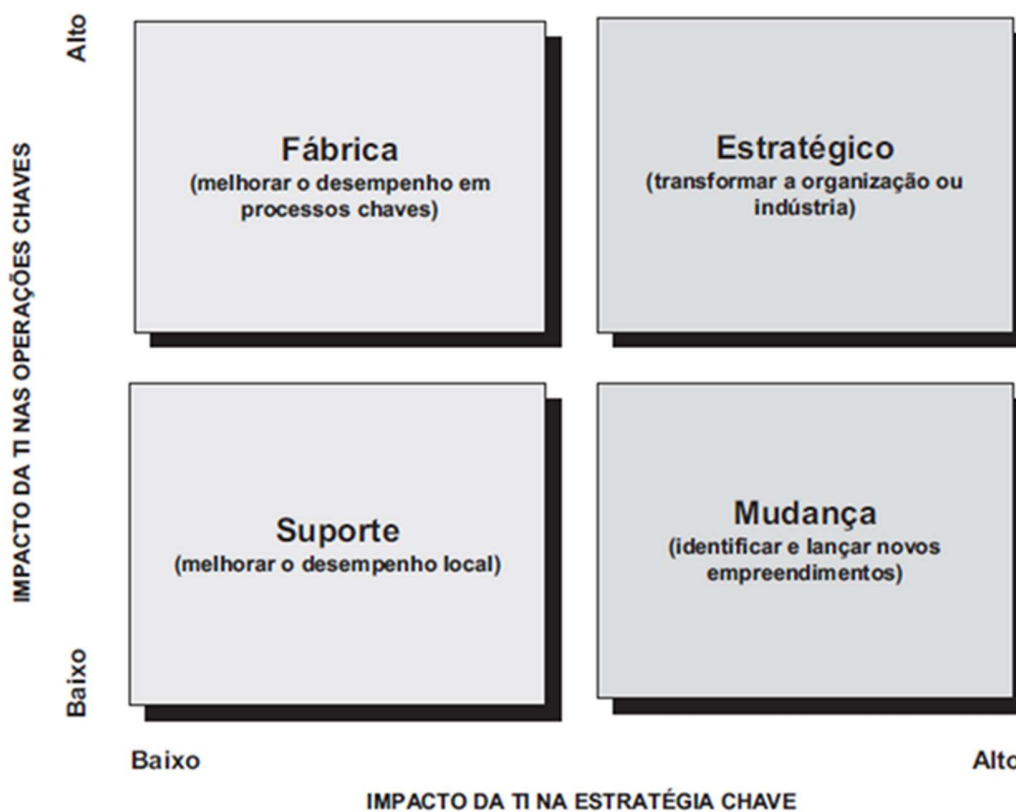 Alto
IMPACTO DA TI NAS OPERAÇÕES CHAVES
Baixo
Fábrica
(melhorar o desempenho em
processos chaves)
Estratégico
(transformar a organização ou
indústria)
Suporte
(melhorar o desempenho local)
Mudança
(identificar e lançar novos
empreendimentos)
Baixo
Alto
IMPACTO DA TI NA ESTRATÉGIA CHAVE